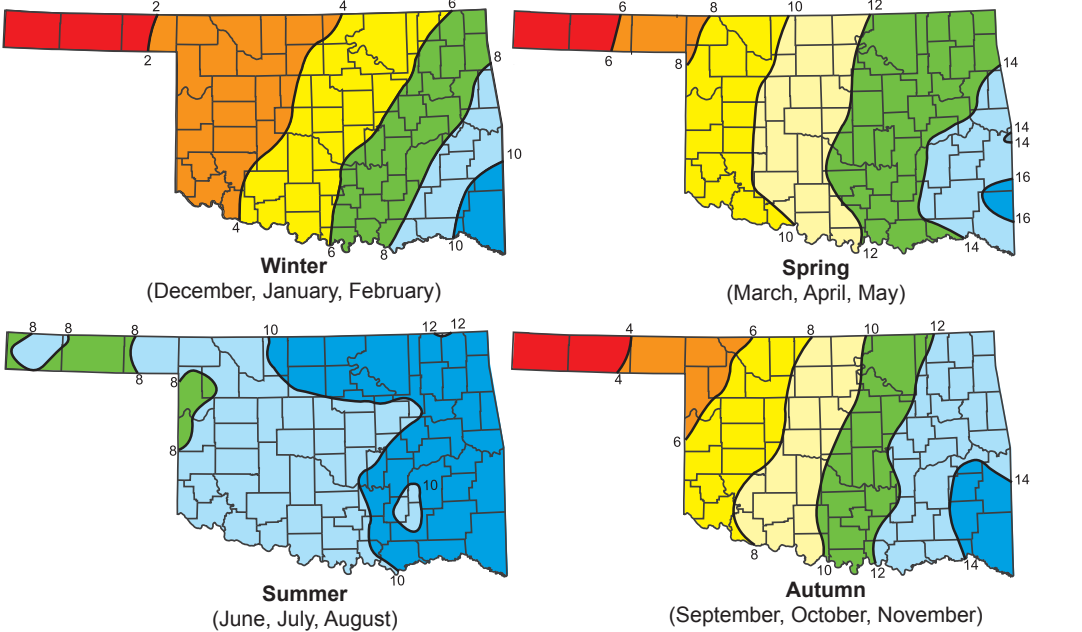 2 4 6
2
8
10
4 6 8 10
Winter
(December, January, February)
6 8 10 12
6 8
14
14
14
16
16
10 12 14
Spring
(March, April, May)
8 8 8 10 12 12
8
8
8
10
10
Summer
(June, July, August)
4 6 8 10 12
4
6
14
8 10 12 14
Autumn
(September, October, November)